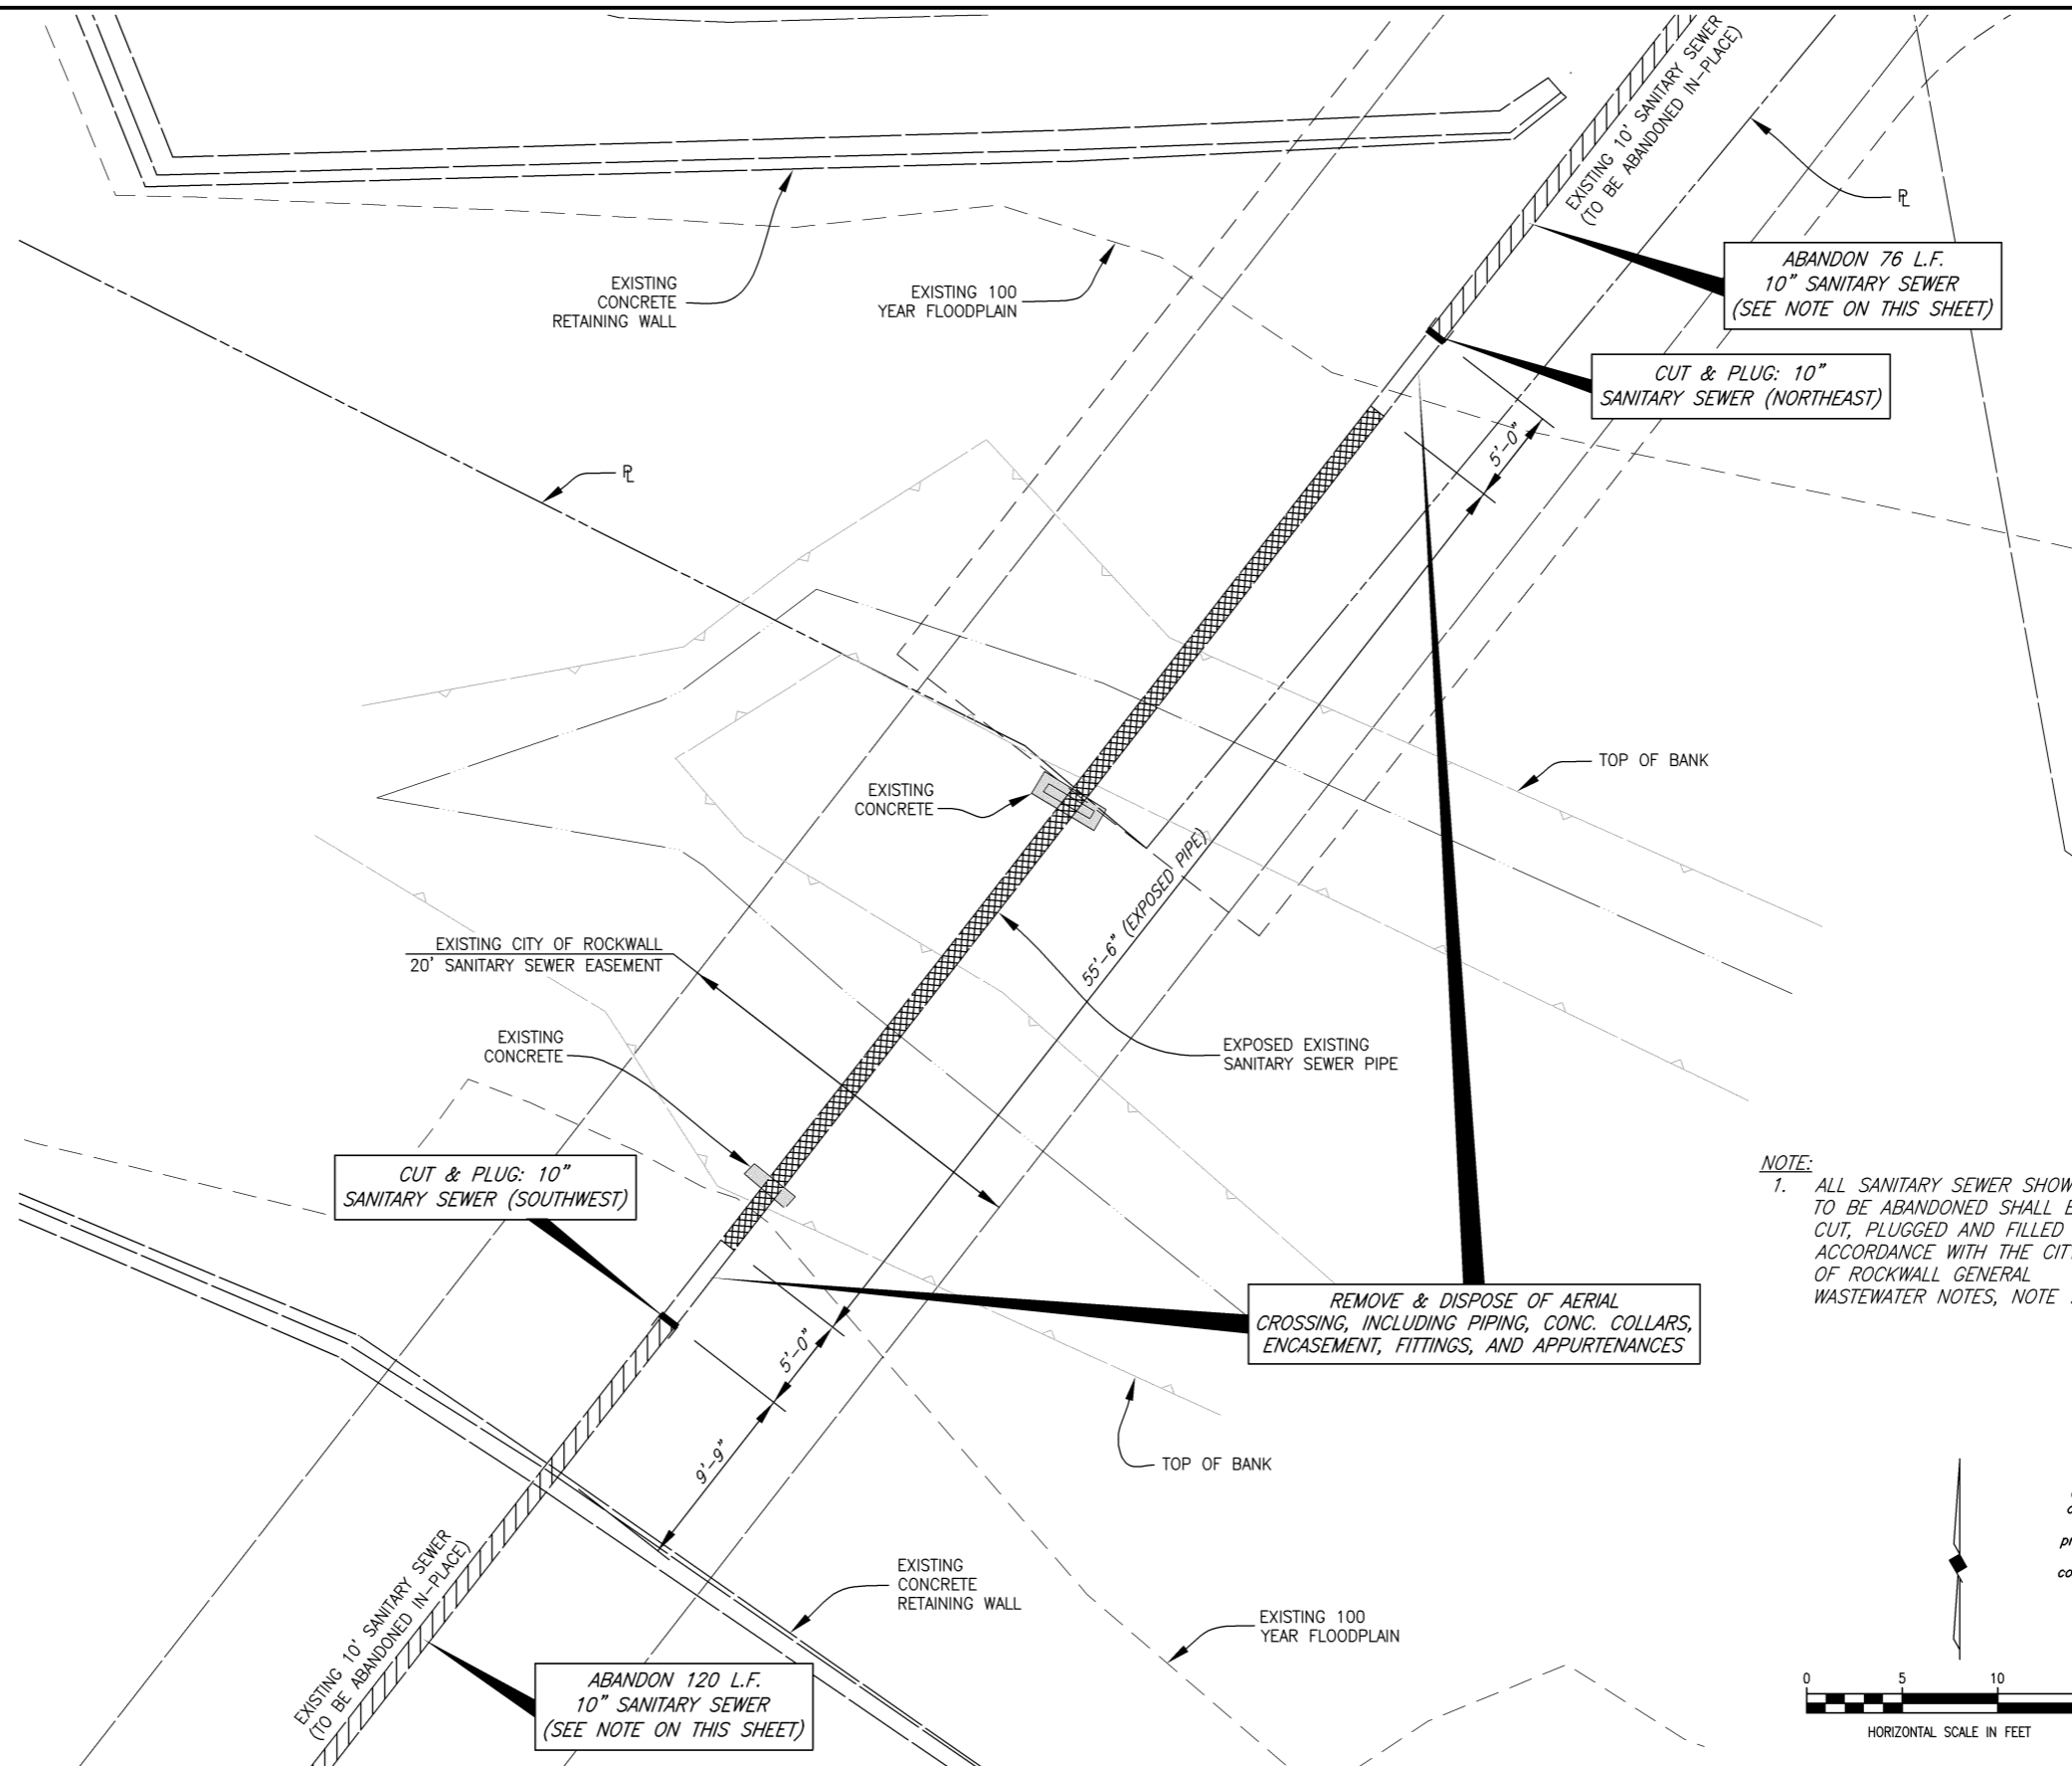 EXISTING 10' SANITARY SEWER
(TO BE ABANDONED IN-PLACE)
ABANDON 76 L.F.
10" SANITARY SEWER
(SEE NOTE ON THIS SHEET)
CUT & PLUG: 10"
SANITARY SEWER (NORTHEAST)
EXISTING
CONCRETE
RETAINING WALL
EXISTING 100
YEAR FLOODPLAIN
5'-0"
TOP OF BANK
EXISTING
CONCRETE
55'-6" (EXPOSED PIPE)
EXISTING CITY OF ROCKWALL
20' SANITARY SEWER EASEMENT
EXISTING
CONCRETE
EXPOSED EXISTING
SANITARY SEWER PIPE
CUT & PLUG: 10"
SANITARY SEWER (SOUTHWEST)
NOTE:
1. ALL SANITARY SEWER
TO BE ABANDONED SHALL
CUT, PLUGGED AND FILLED
ACCORDANCE WITH THE
OF ROCKWALL GENERAL
WASTEWATER NOTES, NOTE
REMOVE & DISPOSE OF AERIAL
CROSSING, INCLUDING PIPING, CONC. COLLARS,
ENCASEMENT, FITTINGS, AND APPURTENANCES
5'-0"
9'-9"
TOP OF BANK
EXISTING
CONCRETE
RETAINING WALL
EXISTING 100
YEAR FLOODPLAIN
EXISTING 10' SANITARY SEWER
(TO BE ABANDONED IN-PLACE)
ABANDON 120 L.F.
10" SANITARY SEWER
(SEE NOTE ON THIS SHEET)
0 5 10
HORIZONTAL SCALE IN FEET